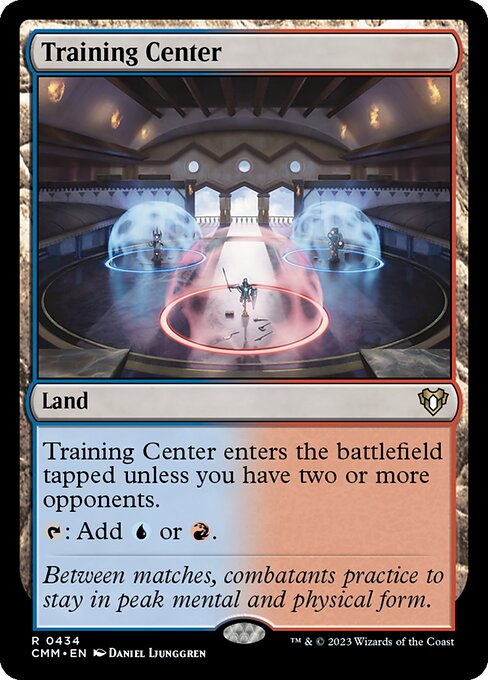 Training Center
Land
Training Center enters the battlefield
tapped unless you have two or more
opponents.
: Add or .
Between matches, combatants practice to
stay in peak mental and physical form.
R 0434
CMM • EN Daniel Ljunggren
™ & © 2023 Wizards of the Coast